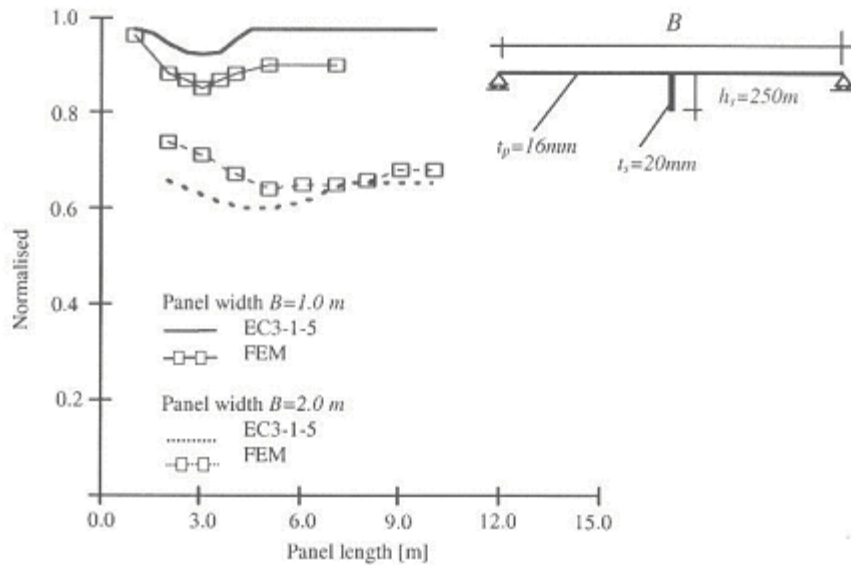 1.0
0.8
0.6
0.4
0.2
Normalised
B
h_s=250m
t_p=16mm
t_s=20mm
Panel width B=1.0 m
EC3-1-5
FEM
Panel width B=2.0 m
EC3-1-5
FEM
0.0 3.0 6.0 9.0 12.0 15.0
Panel length [m]